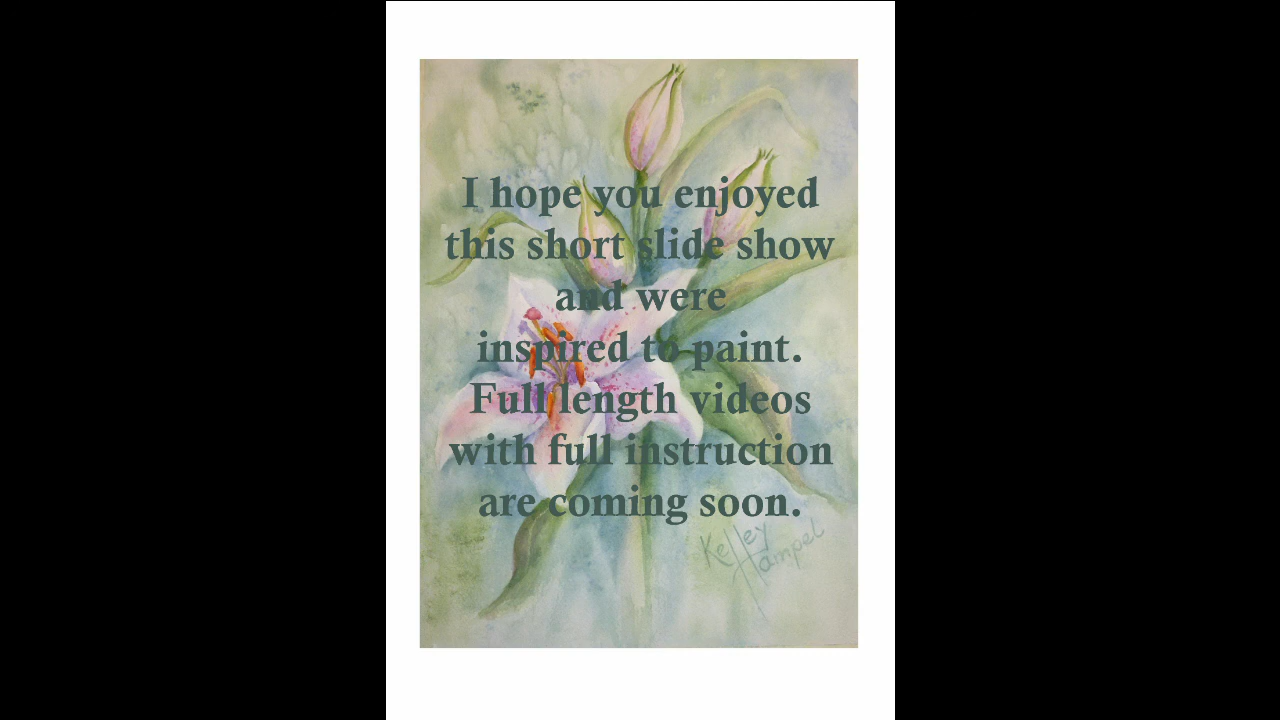 I hope you enjoyed
this short slide show
and were
inspired to paint.
Full length videos
with full instruction
are coming soon.
Kelley
Hampel